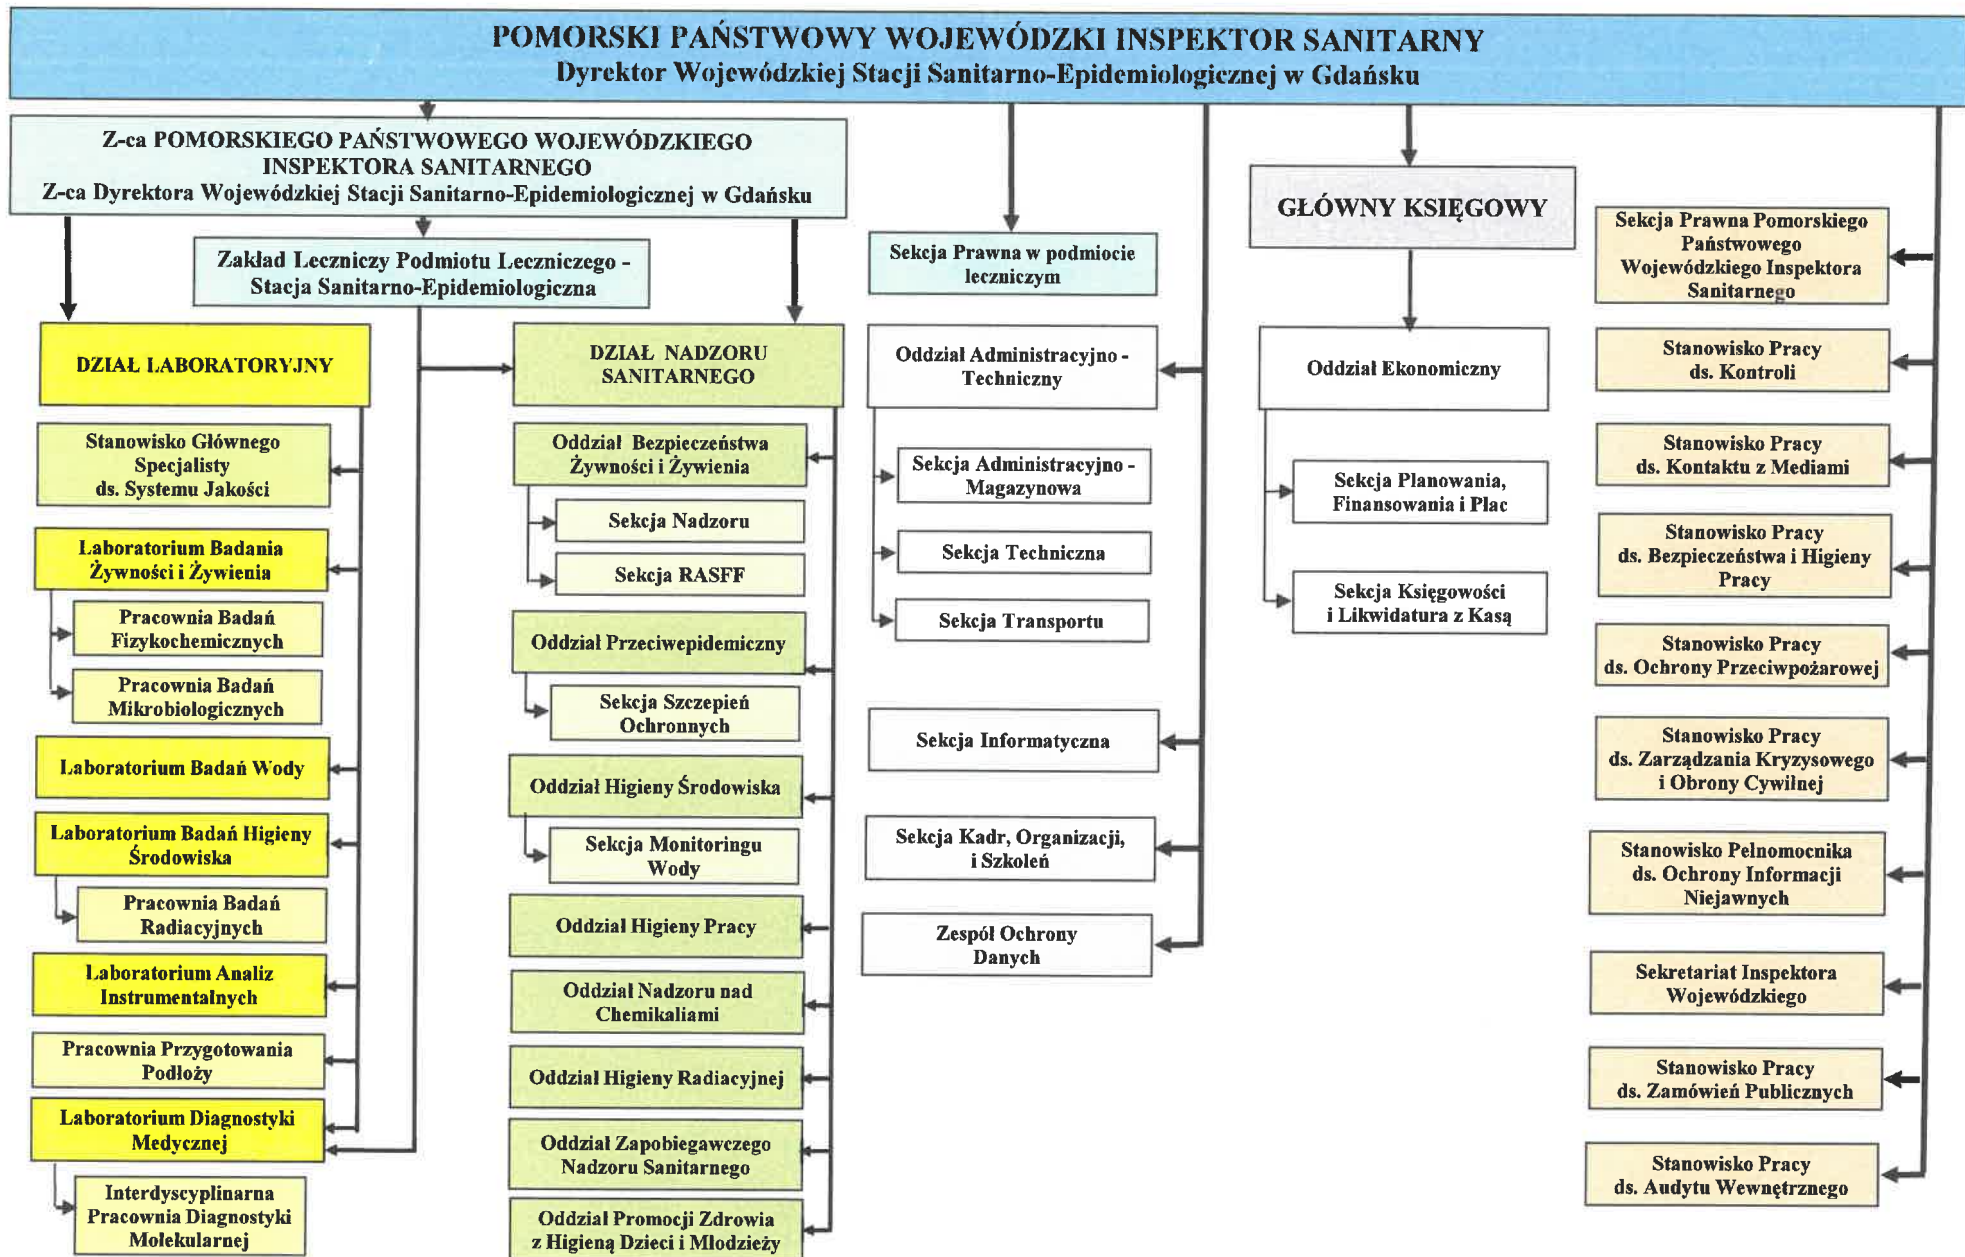 POMORSKI PAŃSTWOWY WOJEWÓDZKI INSPEKTOR SANITARNY
Dyrektor Wojewódzkiej Stacji Sanitarno-Epidemiologicznej w Gdańsku
Z-ca POMORSKIEGO PAŃSTWOWEGO WOJEWÓDZKIEGO
INSPEKTORA SANITARNEGO
Z-ca Dyrektora Wojewódzkiej Stacji Sanitarno-Epidemiologicznej w Gdańsku
Zakład Leczniczy Podmiotu Leczniczego -
Stacja Sanitarno-Epidemiologiczna
DZIAŁ LABORATORYJNY
Stanowisko Głównego
Specjalisty
ds. Systemu Jakości
Laboratorium Badania
Żywności i Żywienia
Pracownia Badań
Fizykochemicznych
Pracownia Badań
Mikrobiologicznych
Laboratorium Badań Wody
Laboratorium Badań Higieny
Środowiska
Pracownia Badań
Radiacyjnych
Laboratorium Analiz
Instrumentalnych
Pracownia Przygotowania
Podłoży
Laboratorium Diagnostyki
Medycznej
Interdyscyplinarna
Pracownia Diagnostyki
Molekularnej
DZIAŁ NADZORU
SANITARNEGO
Oddział Bezpieczeństwa
Żywności i Żywienia
Sekcja Nadzoru
Sekcja RASFF
Oddział Przeciwepidemiczny
Sekcja Szczepień
Ochronnych
Oddział Higieny Środowiska
Sekcja Monitoringu
Wody
Oddział Higieny Pracy
Oddział Nadzoru nad
Chemikaliami
Oddział Higieny Radiacyjnej
Oddział Zapobiegawczego
Nadzoru Sanitarnego
Oddział Promocji Zdrowia
z Higieną Dzieci i Młodzieży
Sekcja Prawna w podmiocie
leczniczym
Oddział Administracyjno -
Techniczny
Sekcja Administracyjno -
Magazynowa
Sekcja Techniczna
Sekcja Transportu
Sekcja Informatyczna
Sekcja Kadr, Organizacji,
i Szkoleń
Zespół Ochrony
Danych
GŁÓWNY KSIĘGOWY
Oddział Ekonomiczny
Sekcja Planowania,
Finansowania i Płac
Sekcja Księgowości
i Likwidatura z Kasą
Sekcja Prawna Pomorskiego
Państwowego
Wojewódzkiego Inspektora
Sanitarnego
Stanowisko Pracy
ds. Kontroli
Stanowisko Pracy
ds. Kontaktu z Mediami
Stanowisko Pracy
ds. Bezpieczeństwa i Higieny
Pracy
Stanowisko Pracy
ds. Ochrony Przeciwpożarowej
Stanowisko Pracy
ds. Zarządzania Kryzysowego
i Obrony Cywilnej
Stanowisko Pełnomocnika
ds. Ochrony Informacji
Niejawnych
Sekretariat Inspektora
Wojewódzkiego
Stanowisko Pracy
ds. Zamówień Publicznych
Stanowisko Pracy
ds. Audytu Wewnętrznego